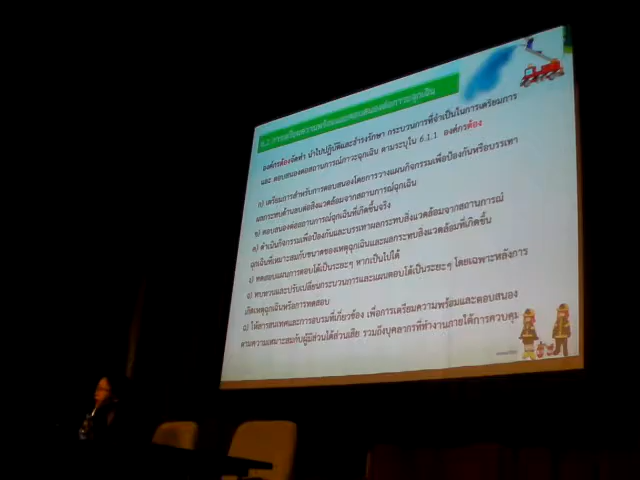 8.2 การเตรียมความพร้อมและตอบสนองต่อภาวะฉุกเฉิน
องค์กรต้องจัดทำ นำไปปฏิบัติและธำรงรักษา กระบวนการที่จำเป็นในการเตรียมการ
และ ตอบสนองต่อสถานการณ์ภาวะฉุกเฉิน ตามระบุใน 6.1.1 องค์กรต้อง
ก) เตรียมการสำหรับการตอบสนองโดยการวางแผนกิจกรรมเพื่อป้องกันหรือบรรเทา
ผลกระทบด้านลบต่อสิ่งแวดล้อมจากสถานการณ์ฉุกเฉิน
ข) ตอบสนองต่อสถานการณ์ฉุกเฉินที่เกิดขึ้นจริง
ค) ดำเนินกิจกรรมเพื่อป้องกันและบรรเทาผลกระทบสิ่งแวดล้อมจากสถานการณ์
ฉุกเฉินที่เหมาะสมกับขนาดของเหตุฉุกเฉินและผลกระทบสิ่งแวดล้อมที่เกิดขึ้น
ง) ทดสอบแผนการตอบโต้เป็นระยะๆ หากเป็นไปได้
จ) ทบทวนและปรับเปลี่ยนกระบวนการและแผนตอบโต้เป็นระยะๆ โดยเฉพาะหลังการ
เกิดเหตุฉุกเฉินหรือการทดสอบ
ฉ) ให้สารสนเทศและการอบรมที่เกี่ยวข้อง เพื่อการเตรียมความพร้อมและตอบสนอง
ตามความเหมาะสมกับผู้มีส่วนได้ส่วนเสีย รวมถึงบุคลากรที่ทำงานภายใต้การควบคุม